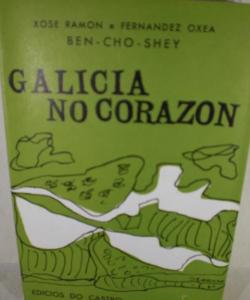 XOSE RAMON e FERNANDEZ OXEA
BEN-CHO-SHEY
GALICIA
NO CORAZON
EDICIOS DO CASTRO